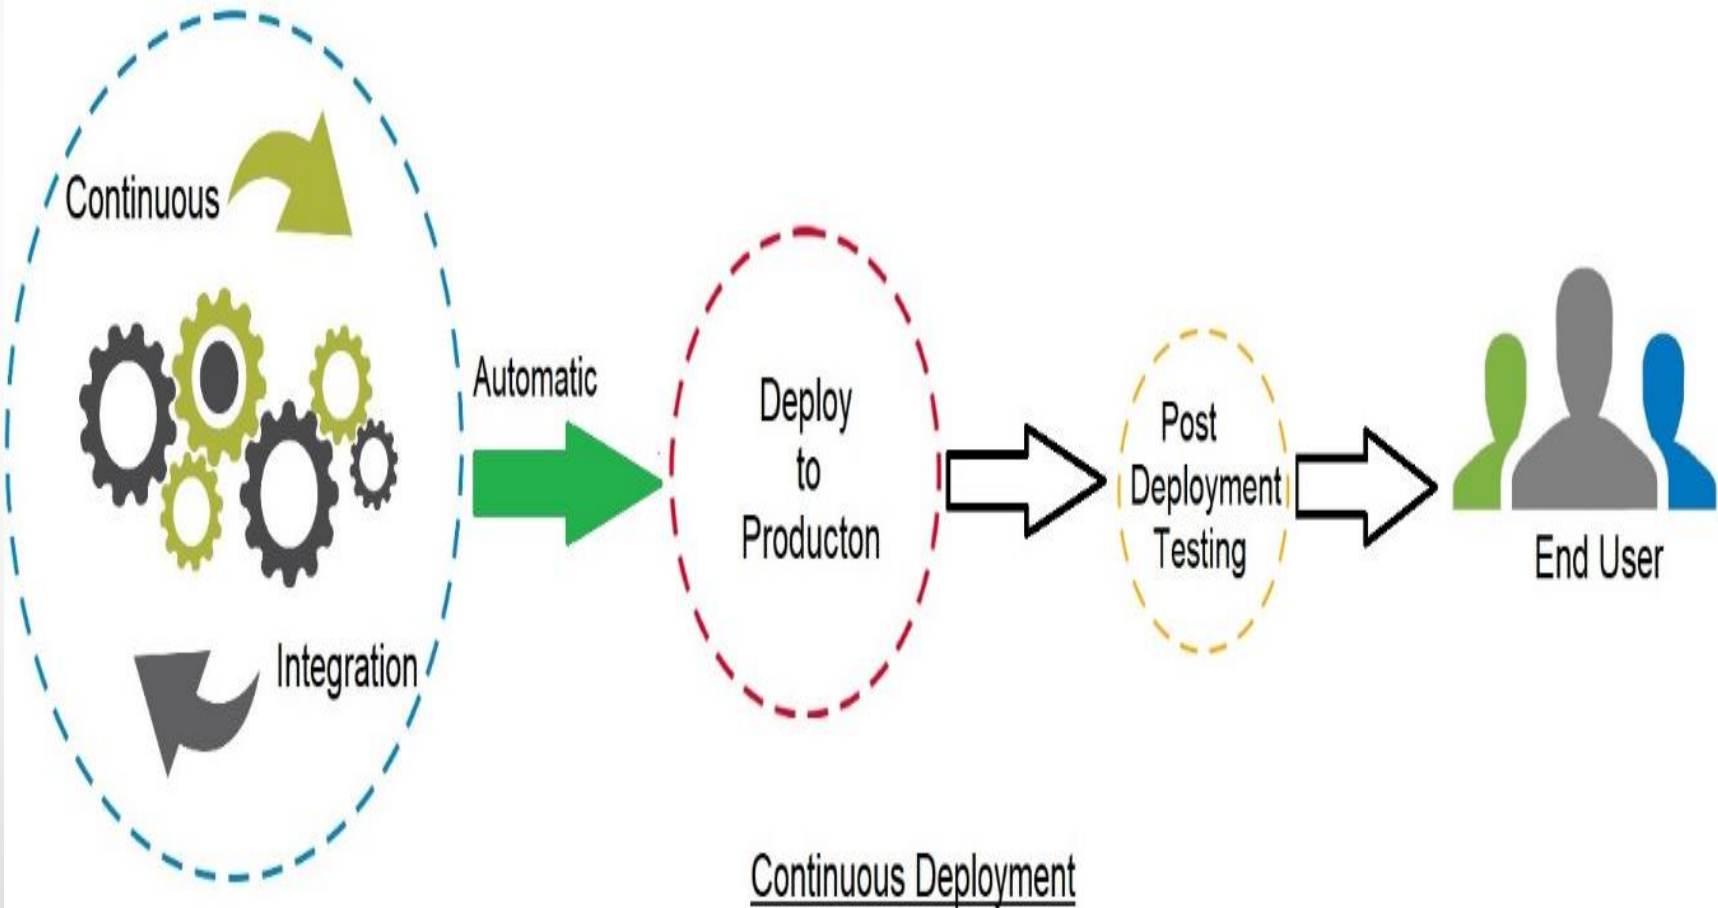 Continuous
Integration
Automatic
Deploy
to
Producton
Post
Deployment
Testing
End User
Continuous Deployment